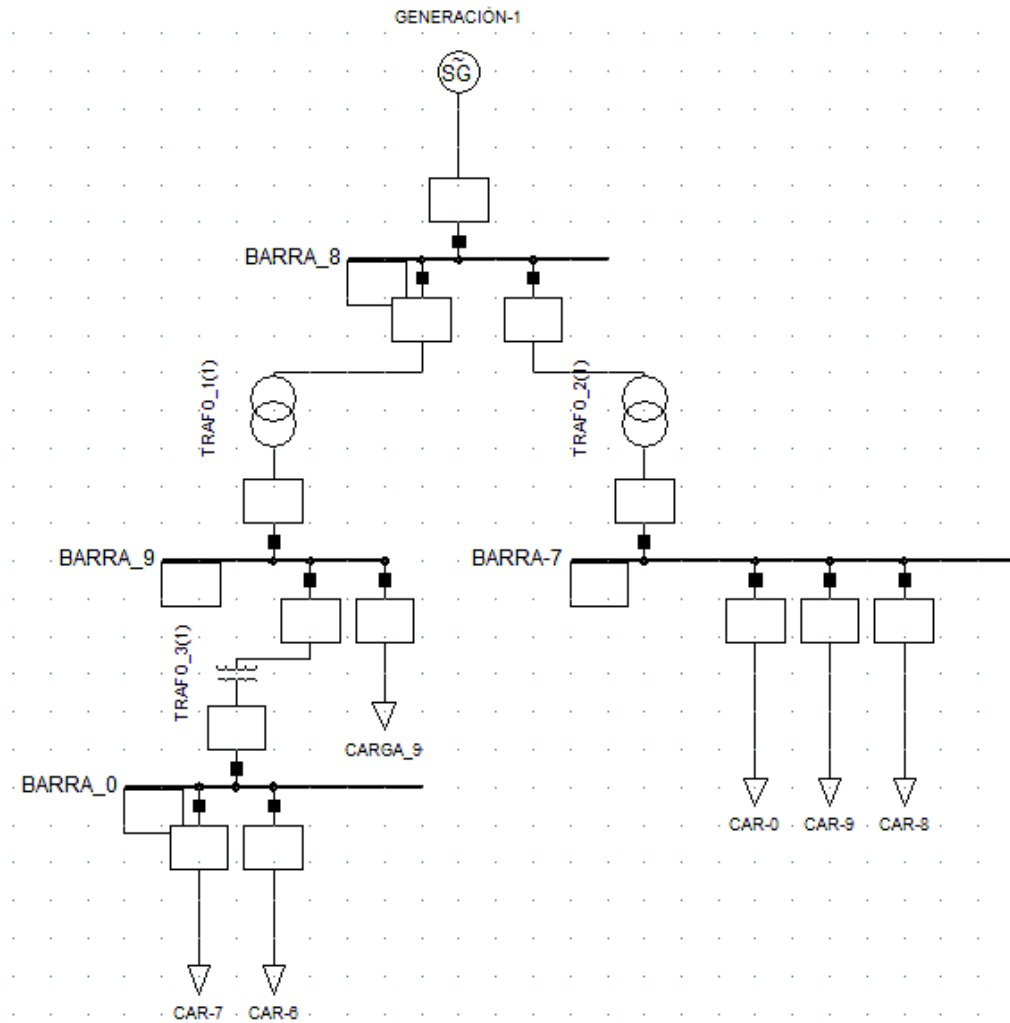 GENERACIÓN-1
SG
BARRA_8
TRAFO_1(1)
TRAFO_2(1)
BARRA_9
BARRA-7
TRAFO_3(1)
CARGA_9
BARRA_0
CAR-0
CAR-9
CAR-8
CAR-7
CAR-6